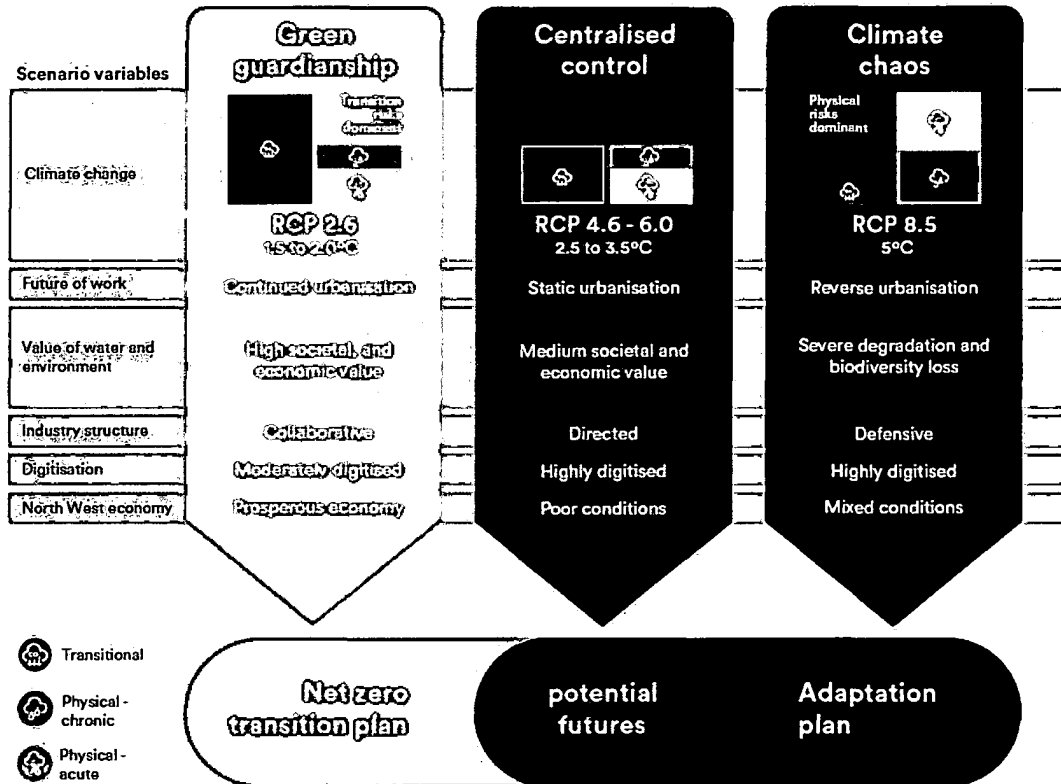 Green
guardianship
Centralised
control
Climate
chaos
Scenario variables
Transition
risks
dominant
Physical
risks
dominant
Climate change
RCP 2.6
1.5 to 2.0°C
RCP 4.6 - 6.0
2.5 to 3.5°C
RCP 8.5
5°C
Future of work
Continued urbanisation
Static urbanisation
Reverse urbanisation
Value of water and
environment
High societal, and
economic value
Medium societal and
economic value
Severe degradation and
biodiversity loss
Industry structure
Collaborative
Directed
Defensive
Digitisation
Moderately digitised
Highly digitised
Highly digitised
North West economy
Prosperous economy
Poor conditions
Mixed conditions
Transitional
Physical -
chronic
Physical -
acute
Net zero
transition plan
potential
futures
Adaptation
plan